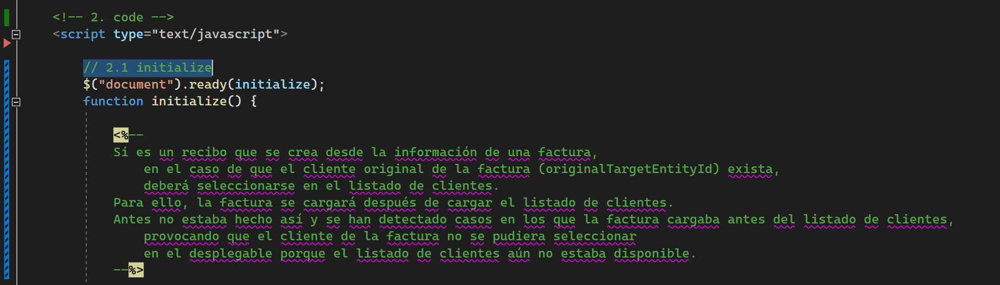 <!-- 2. code -->
<script type="text/javascript">
// 2.1 initialize
$("document").ready(initialize);
function initialize() {
<%--
Si es un recibo que se crea desde la información de una factura,
en el caso de que el cliente original de la factura (originalTargetEntityId) exista,
deberá seleccionarse en el listado de clientes.
Para ello, la factura se cargará después de cargar el listado de clientes.
Antes no estaba hecho así y se han detectado casos en los que la factura cargaba antes del listado de clientes,
provocando que el cliente de la factura no se pudiera seleccionar
en el desplegable porque el listado de clientes aún no estaba disponible.
--%>